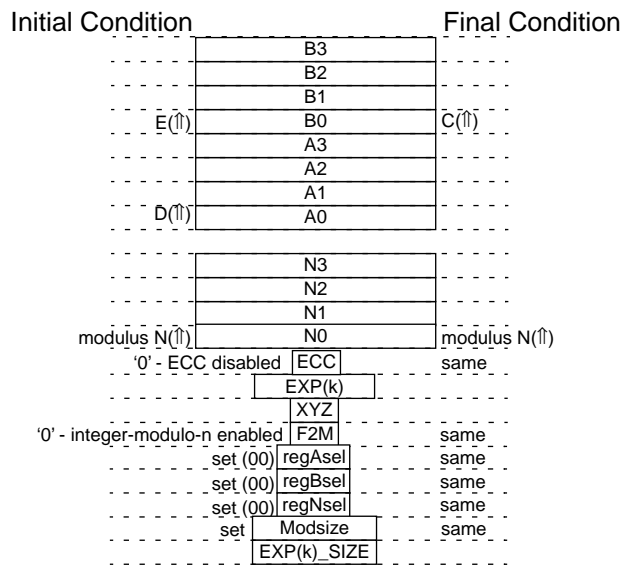 Initial Condition Final Condition
B3
B2
B1
E(⇑) B0 C(⇑)
A3
A2
A1
D(⇑) A0
N3
N2
N1
modulus N(⇑) N0 modulus N(⇑)
‘0’ - ECC disabled ECC same
EXP(k)
XYZ
‘0’ - integer-modulo-n enabled F2M same
set (00) regAsel same
set (00) regBsel same
set (00) regNsel same
set Modsize same
EXP(k)_SIZE